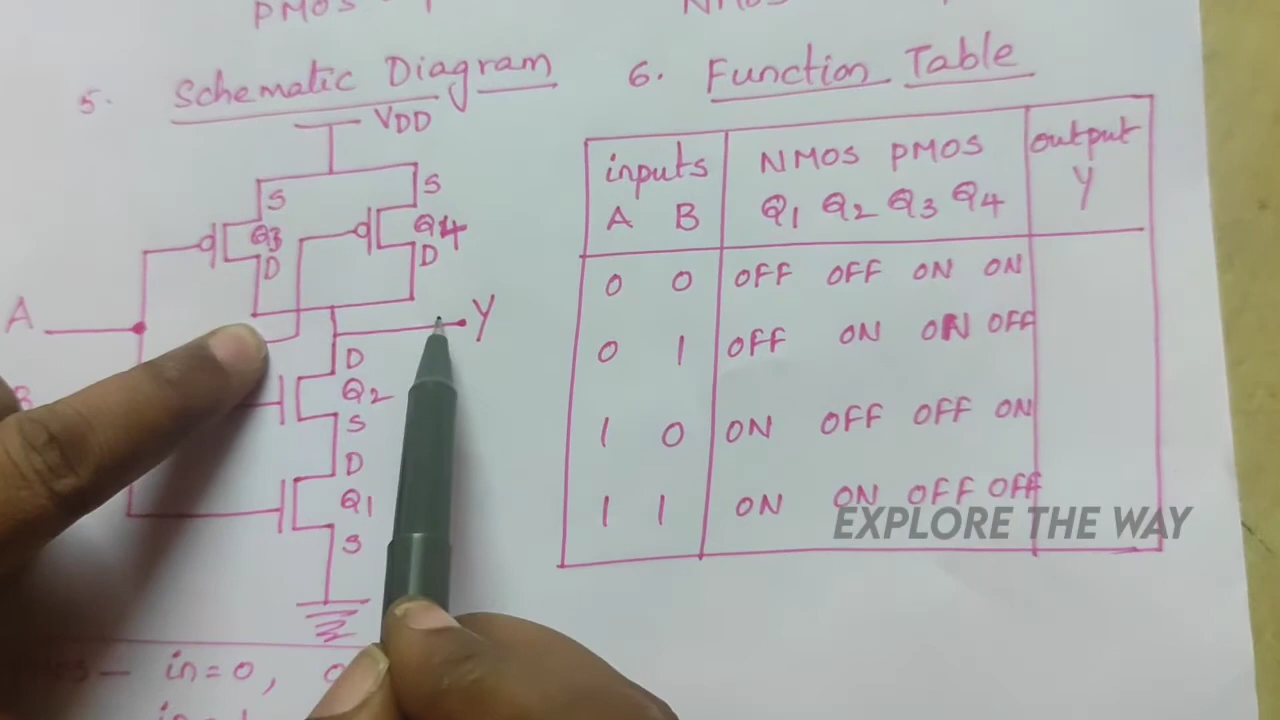 PMOS
5. Schematic Diagram
VDD
S
S
Q3
Q4
D
D
A
Y
D
B
Q2
S
D
Q1
S
in=0,
6. Function Table
inputs NMOS PMOS output
A B Q1 Q2 Q3 Q4 Y
0 0 OFF OFF ON ON
0 1 OFF ON ON OFF
1 0 ON OFF OFF ON
1 1 ON ON OFF OFF
EXPLORE THE WAY